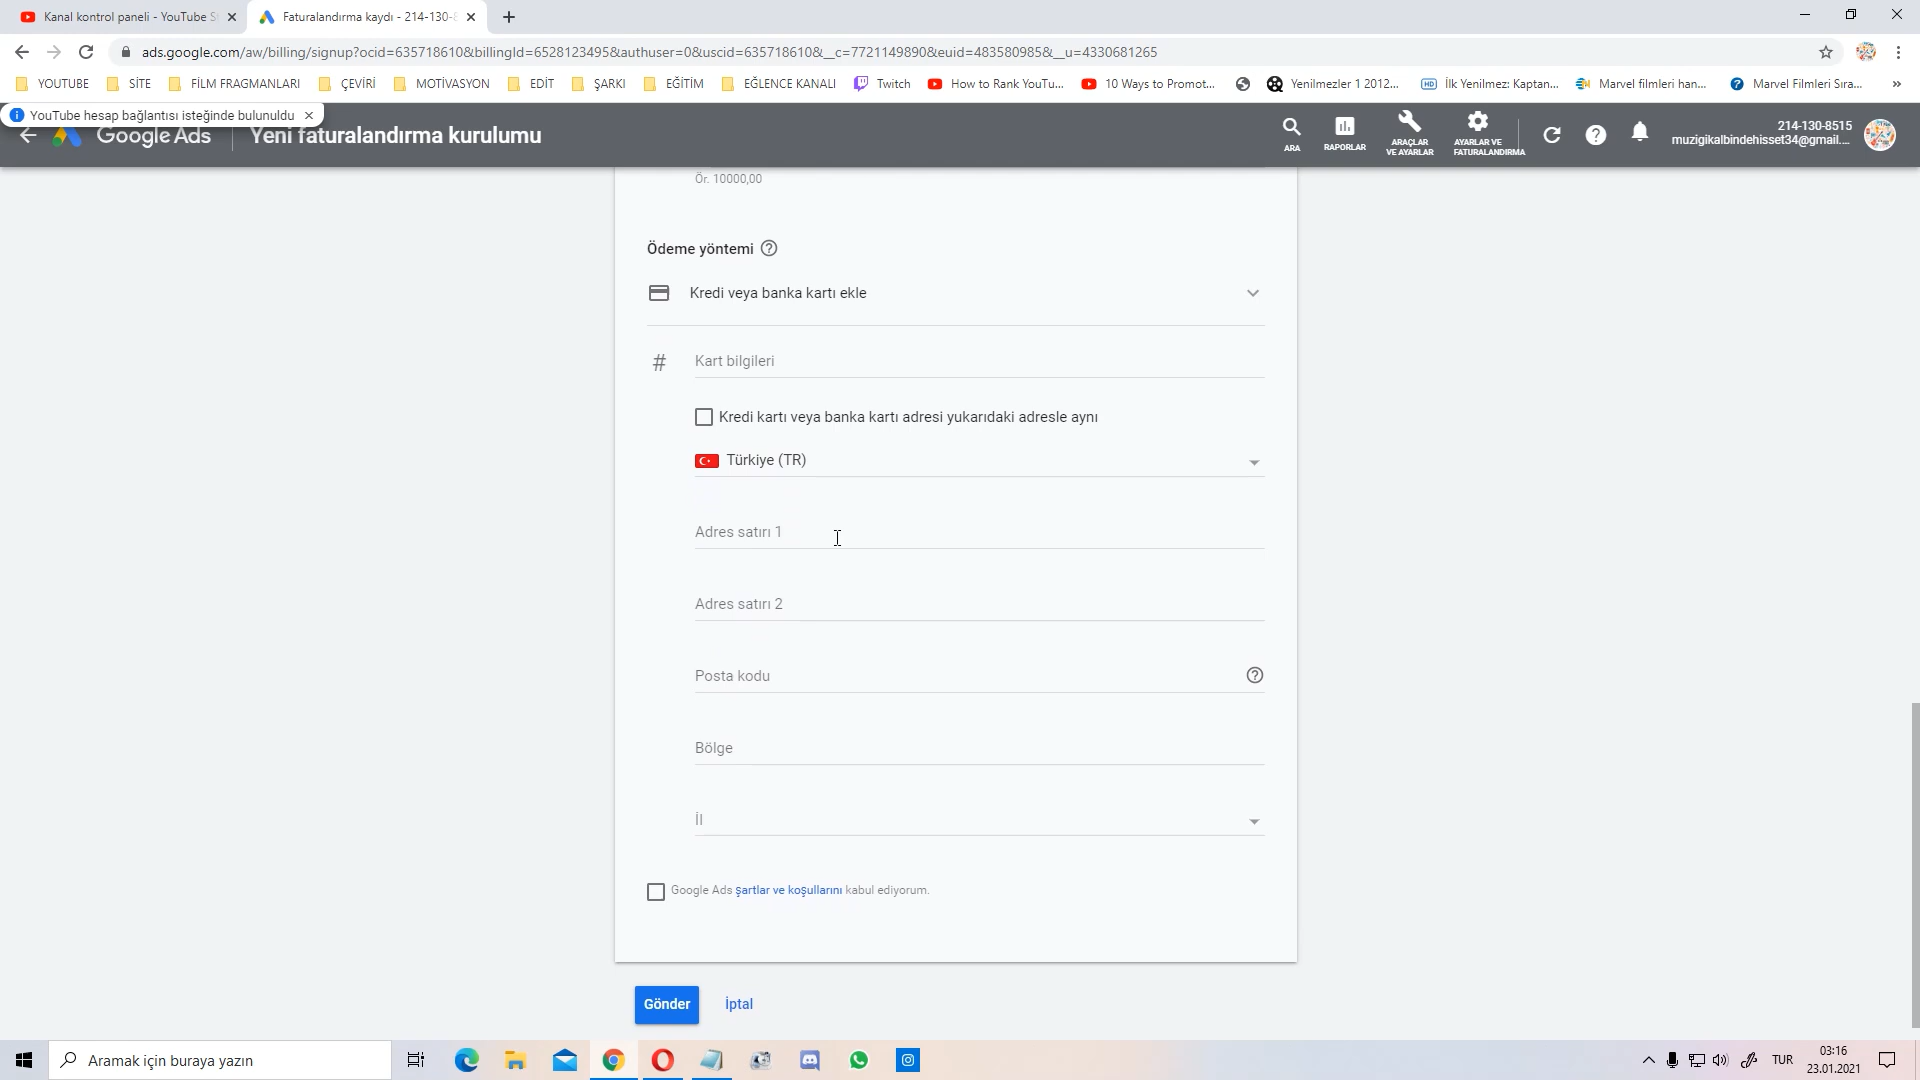 Kanal kontrol paneli - YouTube S
Faturalandırma kaydı - 214-130-8
ads.google.com/aw/billing/signup?ocid=635718610&billingId=6528123495&authuser=0&uscid=635718610&__c=7721149890&euid=483580985&__u=4330681265
YOUTUBE
SİTE
FİLM FRAGMANLARI
ÇEVİRİ
MOTİVASYON
EDİT
ŞARKI
EĞİTİM
EĞLENCE KANALI
Twitch
How to Rank YouTu...
10 Ways to Promot...
Yenilmezler 1 2012...
İlk Yenilmez: Kaptan...
Marvel filmleri han...
Marvel Filmleri Sıra...
»
YouTube hesap bağlantısı isteğinde bulunuldu
Google Ads
Yeni faturalandırma kurulumu
ARA
RAPORLAR
ARAÇLAR
VE AYARLAR
AYARLAR VE
FATURALANDIRMA
214-130-8515
muzigikalbindehisset34@gmail....
Ör. 10000,00
Ödeme yöntemi
Kredi veya banka kartı ekle
# Kart bilgileri
Kredi kartı veya banka kartı adresi yukarıdaki adresle aynı
Türkiye (TR)
Adres satırı 1
Adres satırı 2
Posta kodu
Bölge
İl
Google Ads şartlar ve koşullarını kabul ediyorum.
Gönder
İptal
Aramak için buraya yazın
TUR
03:16
23.01.2021